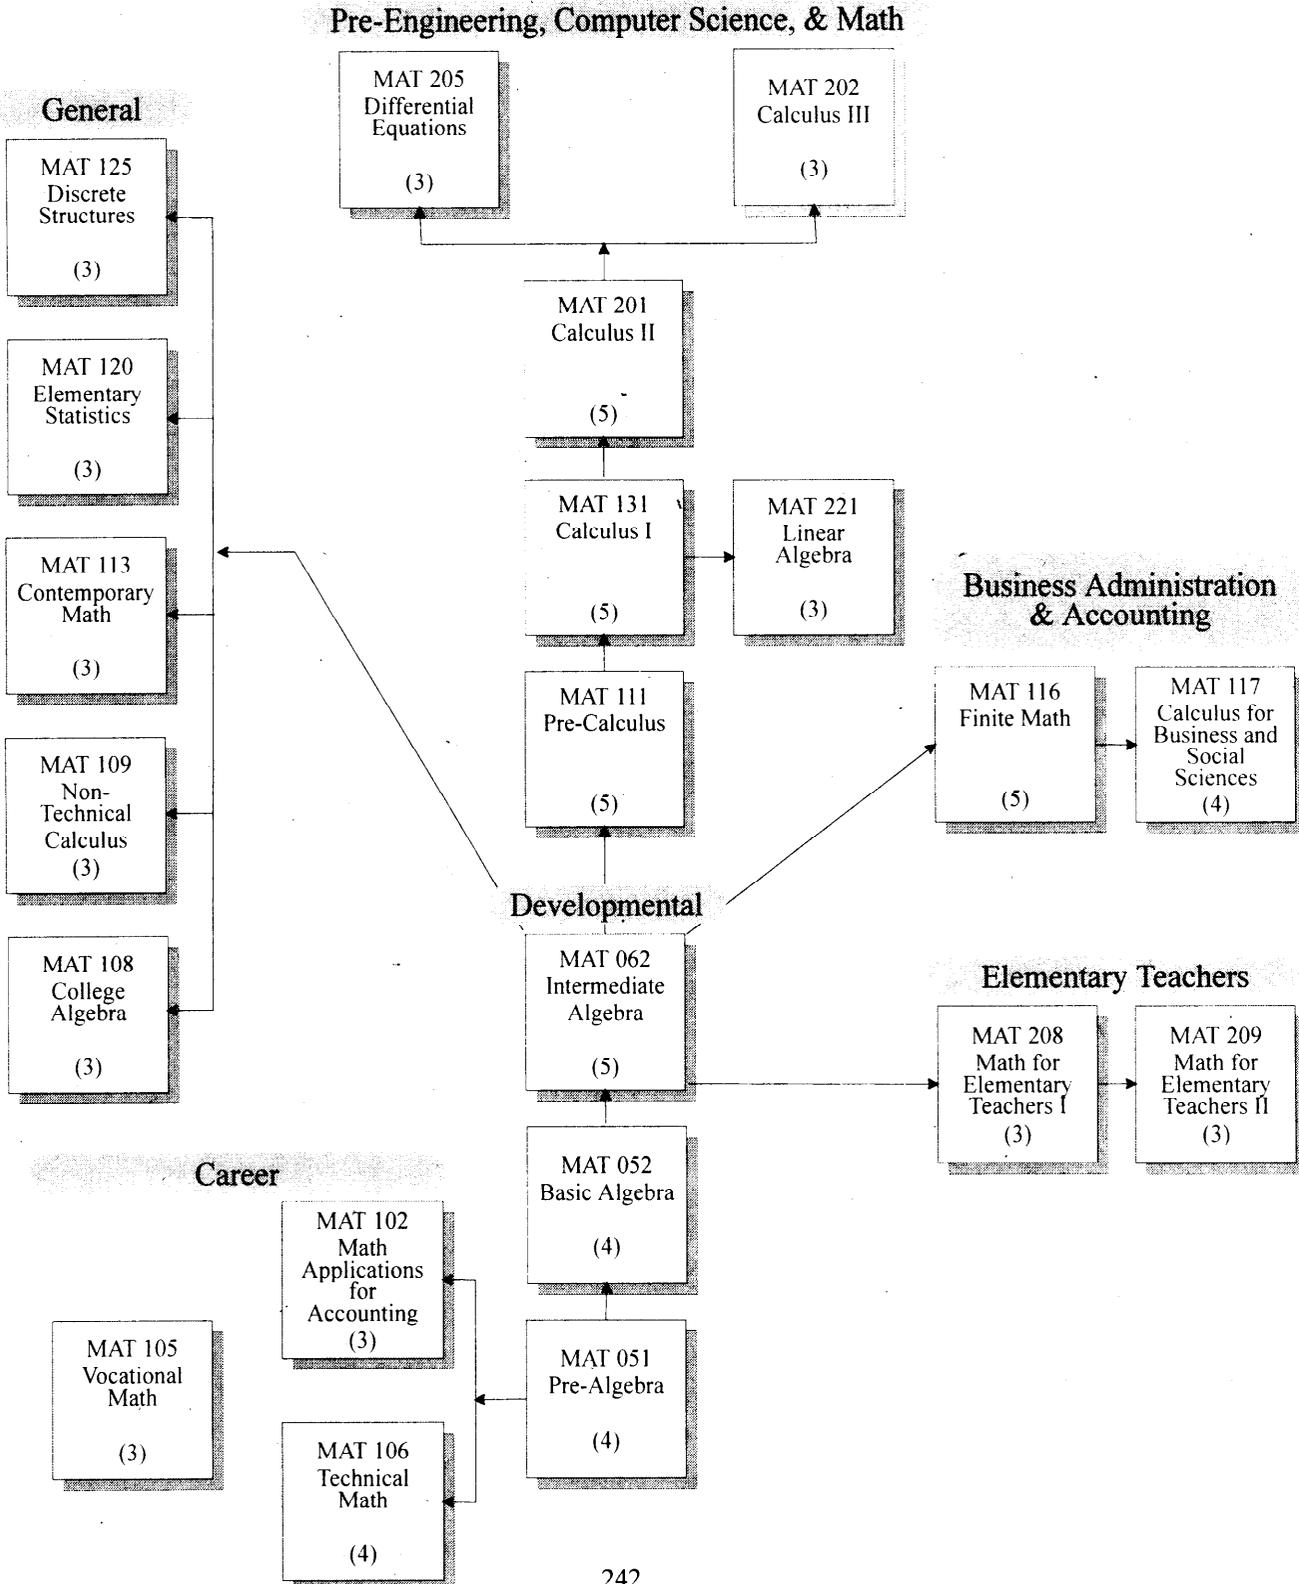 Pre-Engineering, Computer Science, & Math
MAT 205
Differential
Equations
(3)
MAT 202
Calculus III
(3)
General
MAT 125
Discrete
Structures
(3)
MAT 201
Calculus II
(5)
MAT 120
Elementary
Statistics
(3)
MAT 131
Calculus I
(5)
MAT 221
Linear
Algebra
(3)
MAT 113
Contemporary
Math
(3)
Business Administration
& Accounting
MAT 111
Pre-Calculus
(5)
MAT 116
Finite Math
(5)
MAT 117
Calculus for
Business and
Social
Sciences
(4)
MAT 109
Non-
Technical
Calculus
(3)
Developmental
MAT 062
Intermediate
Algebra
(5)
MAT 108
College
Algebra
(3)
Elementary Teachers
MAT 208
Math for
Elementary
Teachers I
(3)
MAT 209
Math for
Elementary
Teachers II
(3)
MAT 052
Basic Algebra
(4)
Career
MAT 102
Math
Applications
for
Accounting
(3)
MAT 105
Vocational
Math
(3)
MAT 051
Pre-Algebra
(4)
MAT 106
Technical
Math
(4)
242